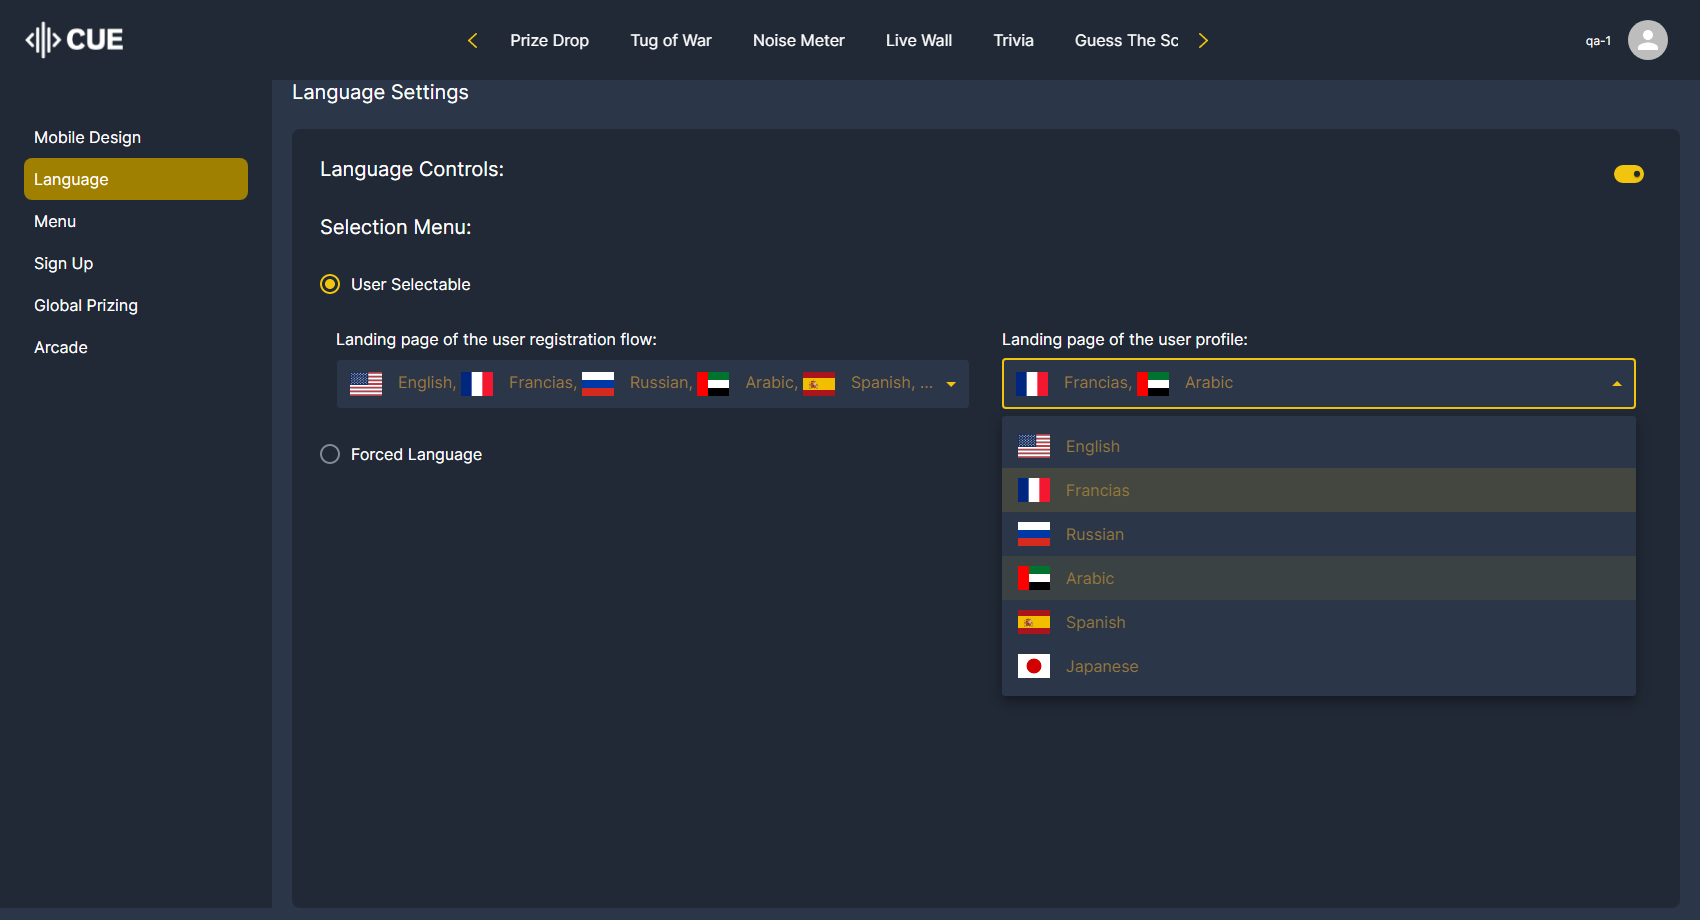 CUE
Prize Drop
Tug of War
Noise Meter
Live Wall
Trivia
Guess The Sc
qa-1
Mobile Design
Language
Menu
Sign Up
Global Prizing
Arcade
Language Settings
Language Controls:
Selection Menu:
User Selectable
Landing page of the user registration flow:
English, Francias, Russian, Arabic, Spanish, ...
Forced Language
Landing page of the user profile:
Francias, Arabic
English
Francias
Russian
Arabic
Spanish
Japanese